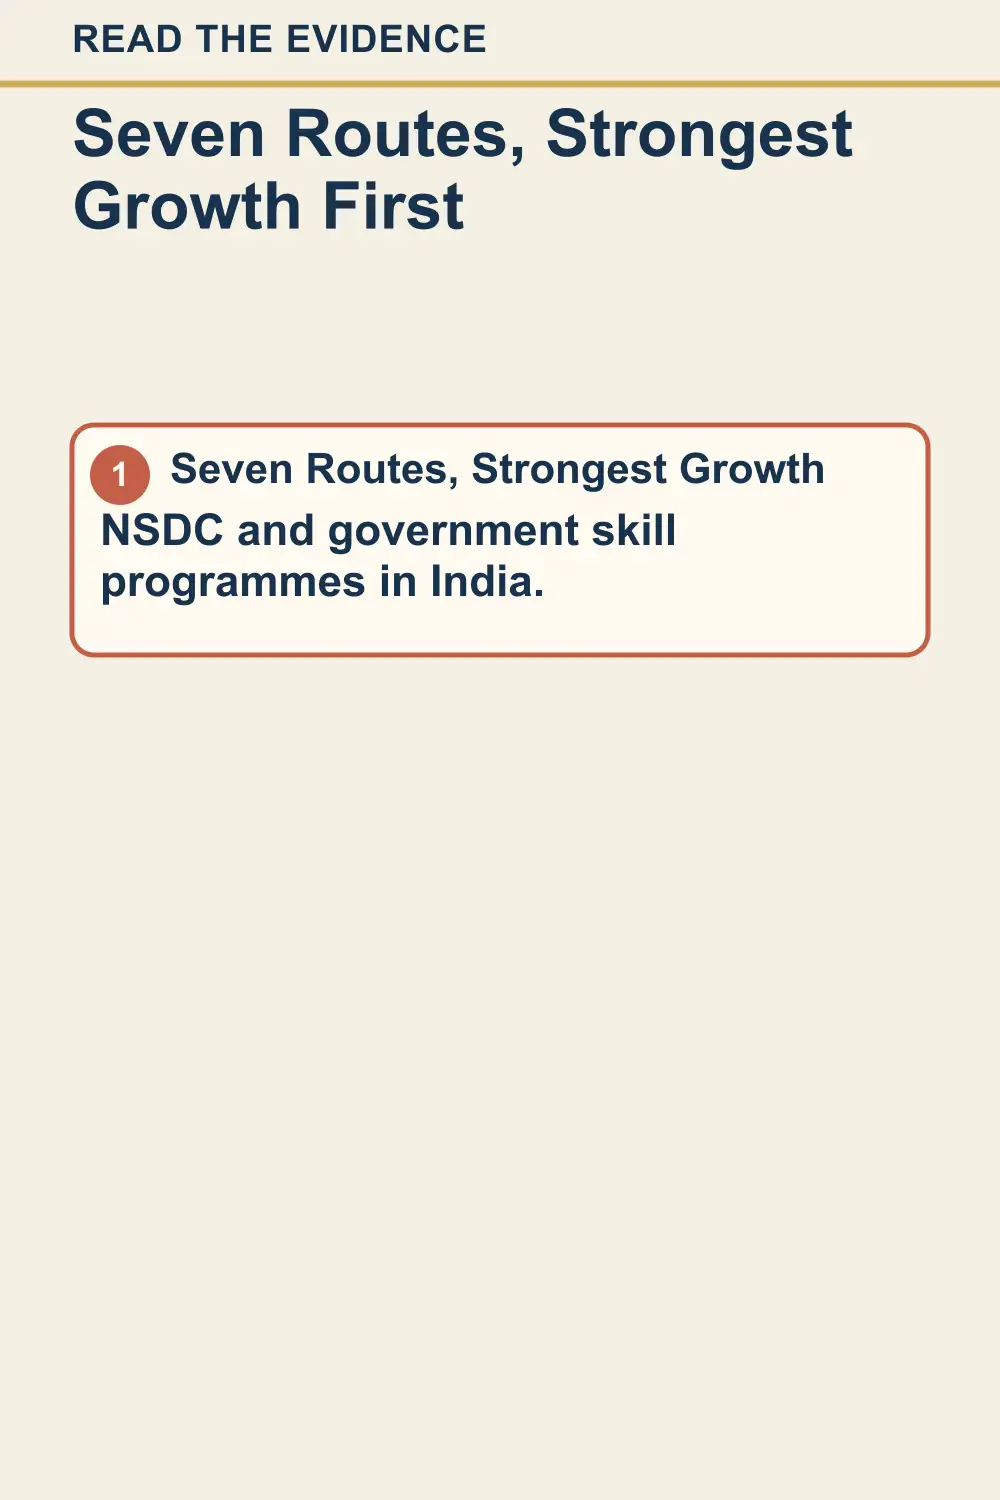 READ THE EVIDENCE
Seven Routes, Strongest
Growth First
1 Seven Routes, Strongest Growth
NSDC and government skill
programmes in India.